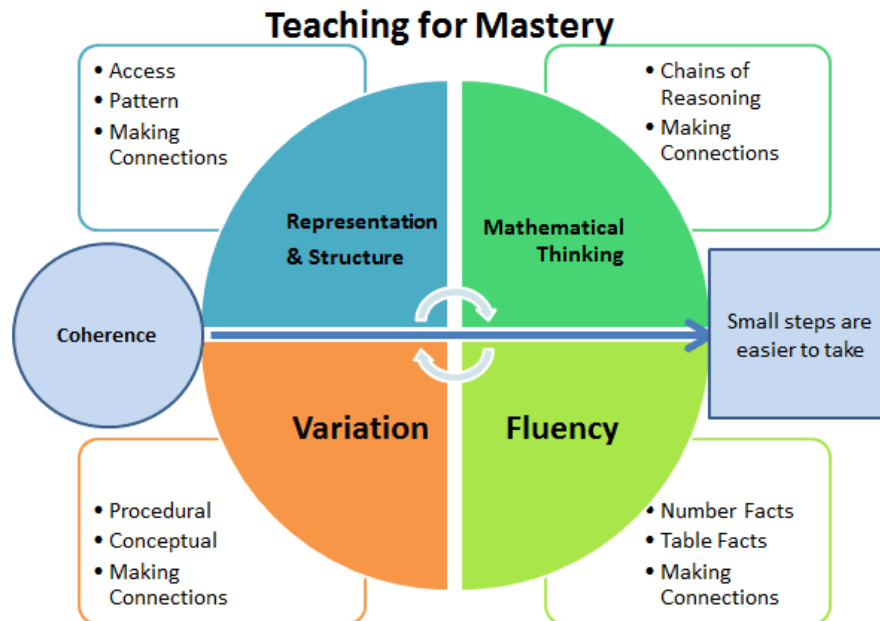 Teaching for Mastery
• Access
• Pattern
• Making
Connections
• Chains of
Reasoning
• Making
Connections
Representation
& Structure
Mathematical
Thinking
Coherence
Small steps are
easier to take
Variation
Fluency
• Procedural
• Conceptual
• Making
Connections
• Number Facts
• Table Facts
• Making
Connections